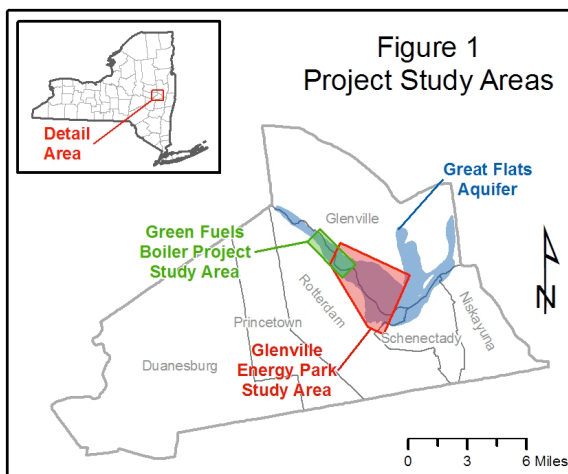 Figure 1
Project Study Areas
Detail
Area
Great Flats
Aquifer
Glenville
Green Fuels
Boiler Project
Study Area
Rotterdam
Niskayuna
Princetown
Schenectady
Duanesburg
Glenville
Energy Park
Study Area
N
0 3 6 Miles